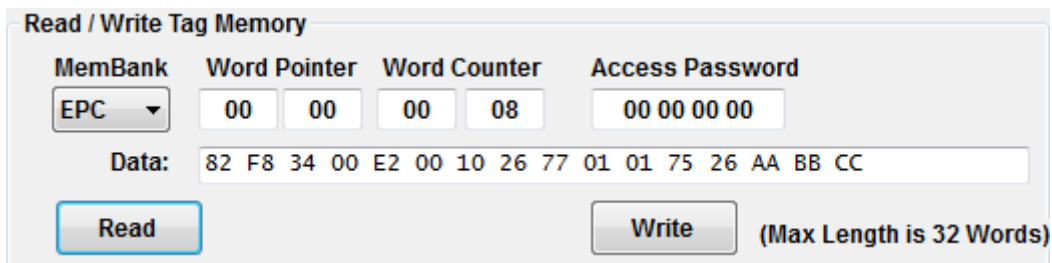 Read / Write Tag Memory
MemBank Word Pointer Word Counter Access Password
EPC 00 00 00 08 00 00 00 00
Data: 82 F8 34 00 E2 00 10 26 77 01 01 75 26 AA BB CC
Read Write (Max Length is 32 Words)